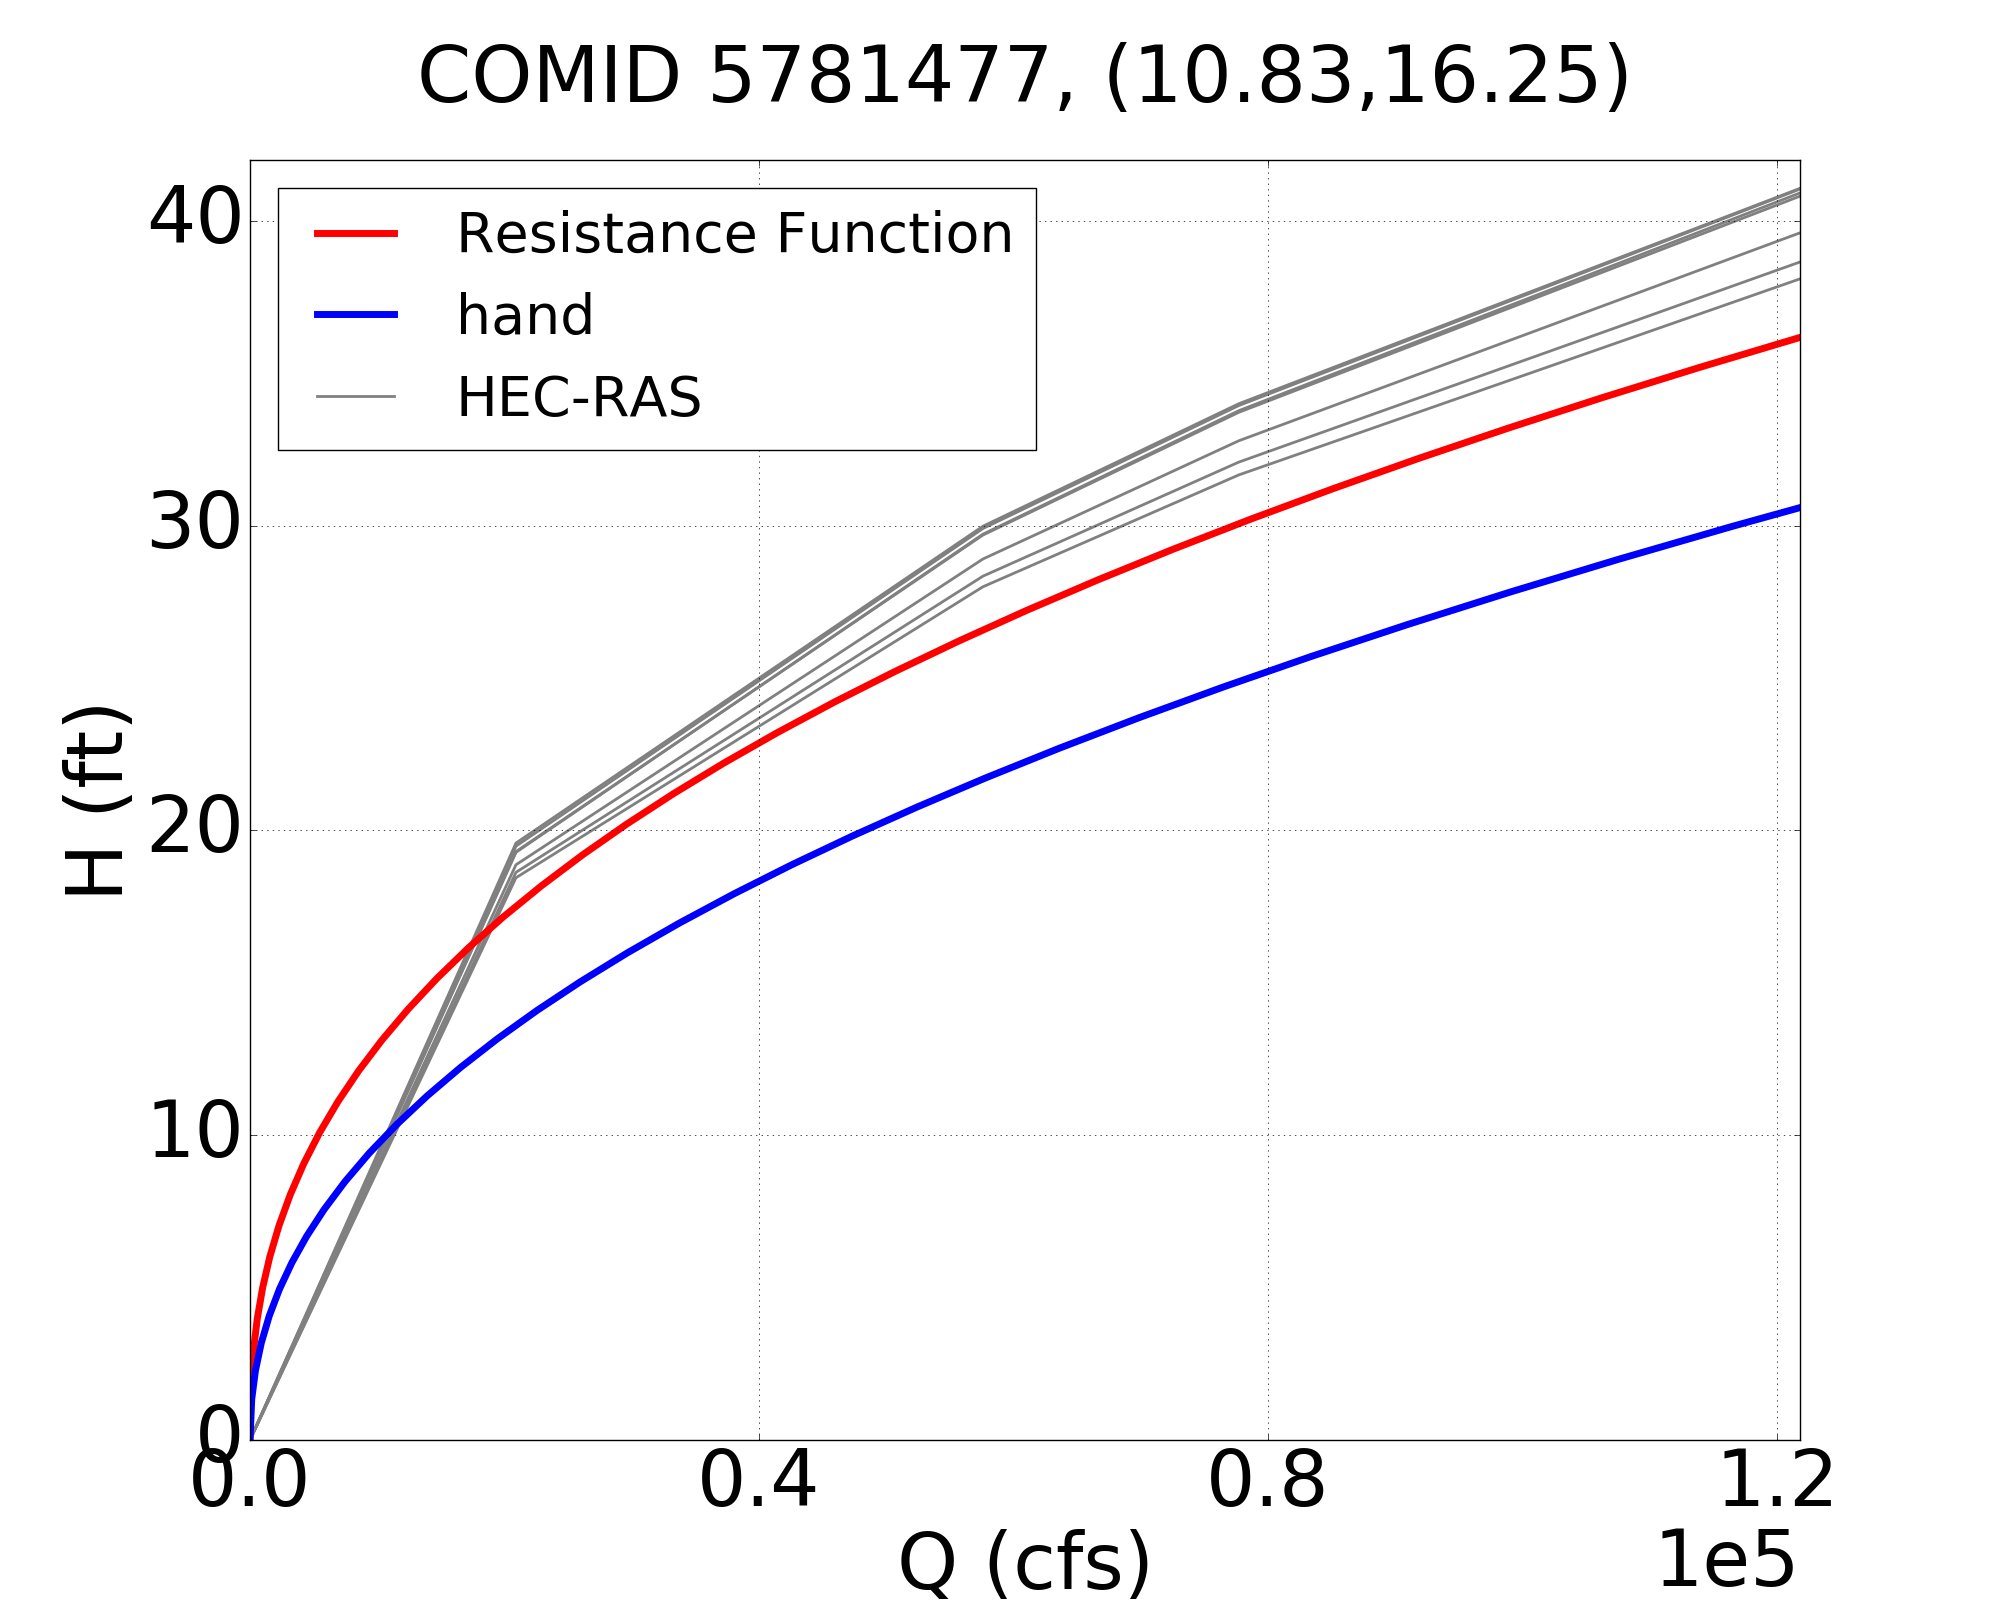 COMID 5781477, (10.83,16.25)
Resistance Function
hand
HEC-RAS
40
30
20
10
0
H (ft)
0.0 0.4 0.8 1.2
1e5
Q (cfs)